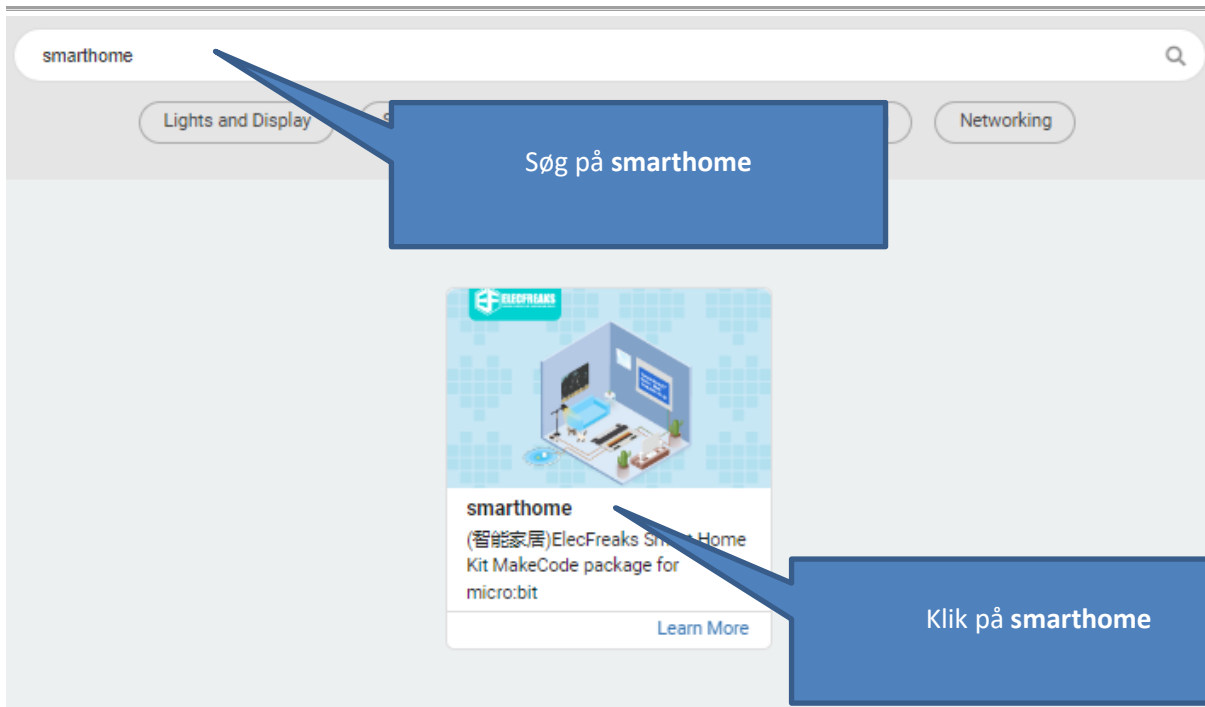 smarthome
Lights and Display
Networking
Søg på smarthome
ELECFREAKS
smarthome
(智能家居)ElecFreaks Smart Home
Kit MakeCode package for
micro:bit
Learn More
Klik på smarthome